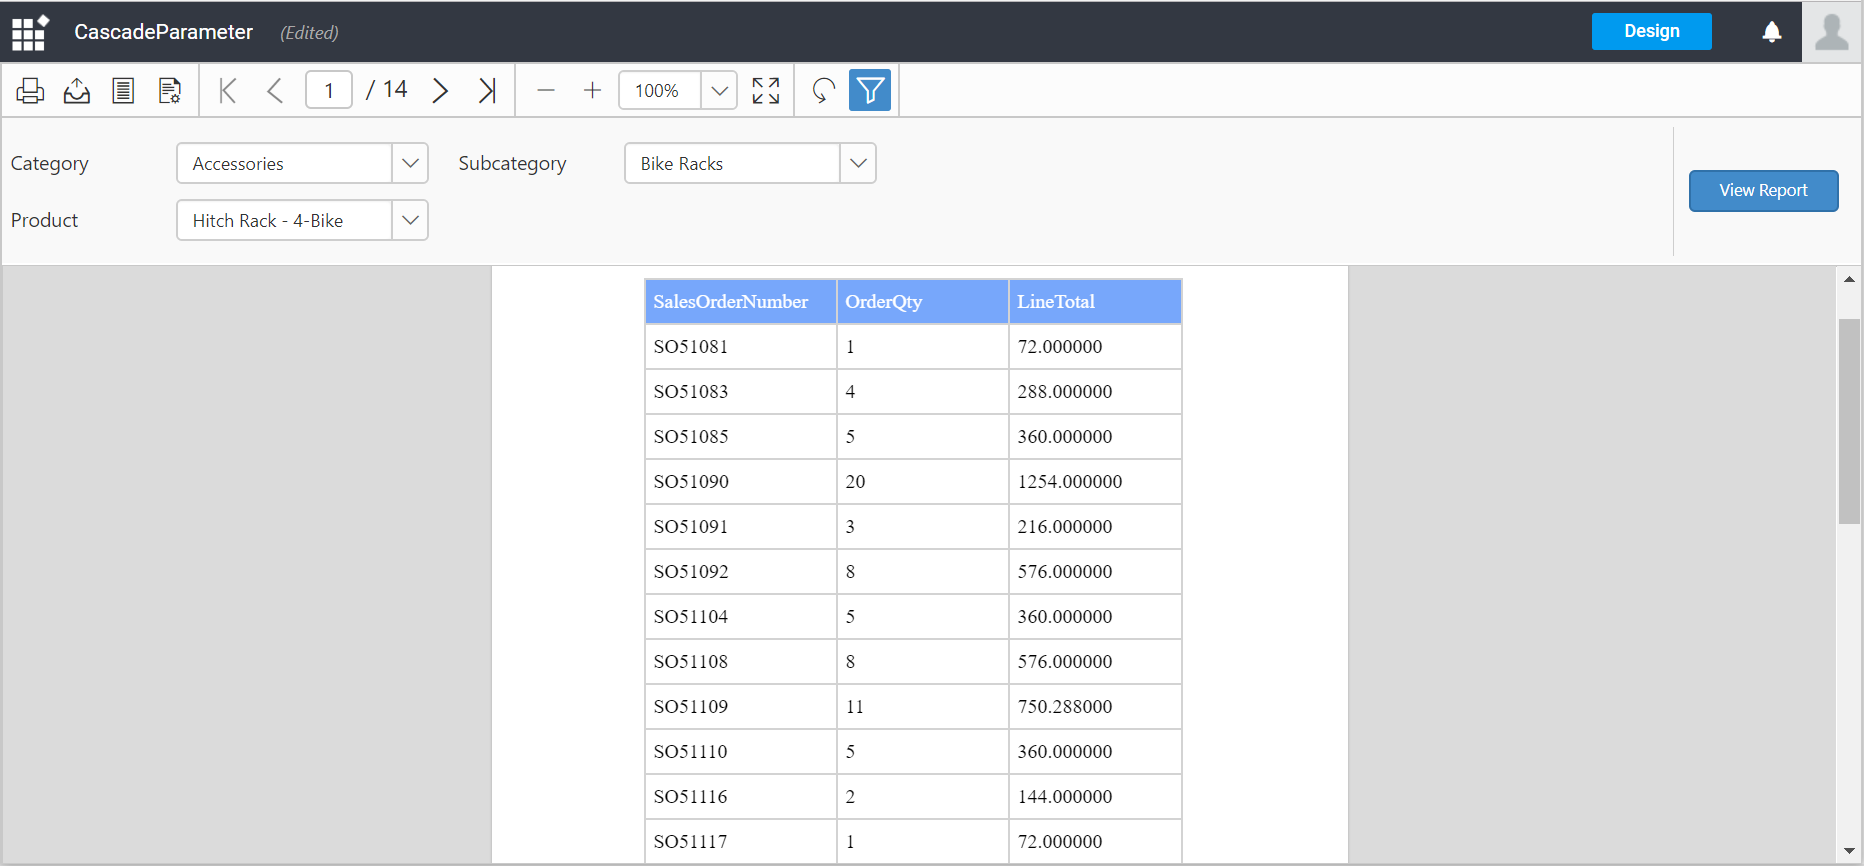 CascadeParameter (Edited) Design
1 / 14 100%
Category Accessories Subcategory Bike Racks
View Report
Product Hitch Rack - 4-Bike
SalesOrderNumber OrderQty LineTotal
SO51081 1 72.000000
SO51083 4 288.000000
SO51085 5 360.000000
SO51090 20 1254.000000
SO51091 3 216.000000
SO51092 8 576.000000
SO51104 5 360.000000
SO51108 8 576.000000
SO51109 11 750.288000
SO51110 5 360.000000
SO51116 2 144.000000
SO51117 1 72.000000